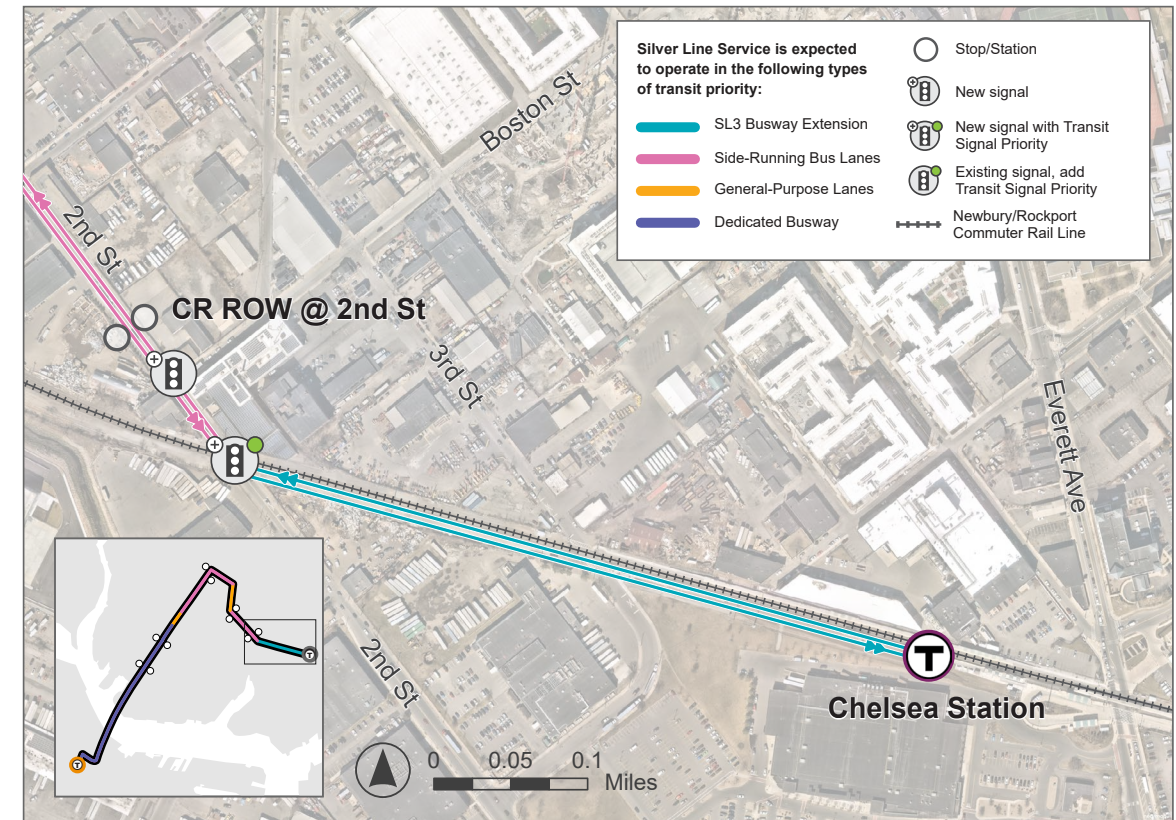 Silver Line Service is expected
to operate in the following types
of transit priority:
SL3 Busway Extension
Side-Running Bus Lanes
General-Purpose Lanes
Dedicated Busway
Stop/Station
New signal
New signal with Transit
Signal Priority
Existing signal, add
Transit Signal Priority
Newbury/Rockport
Commuter Rail Line
Boston St
2nd St
CR ROW @ 2nd St
3rd St
Everett Ave
2nd St
T
Chelsea Station
T
T
0 0.05 0.1
Miles